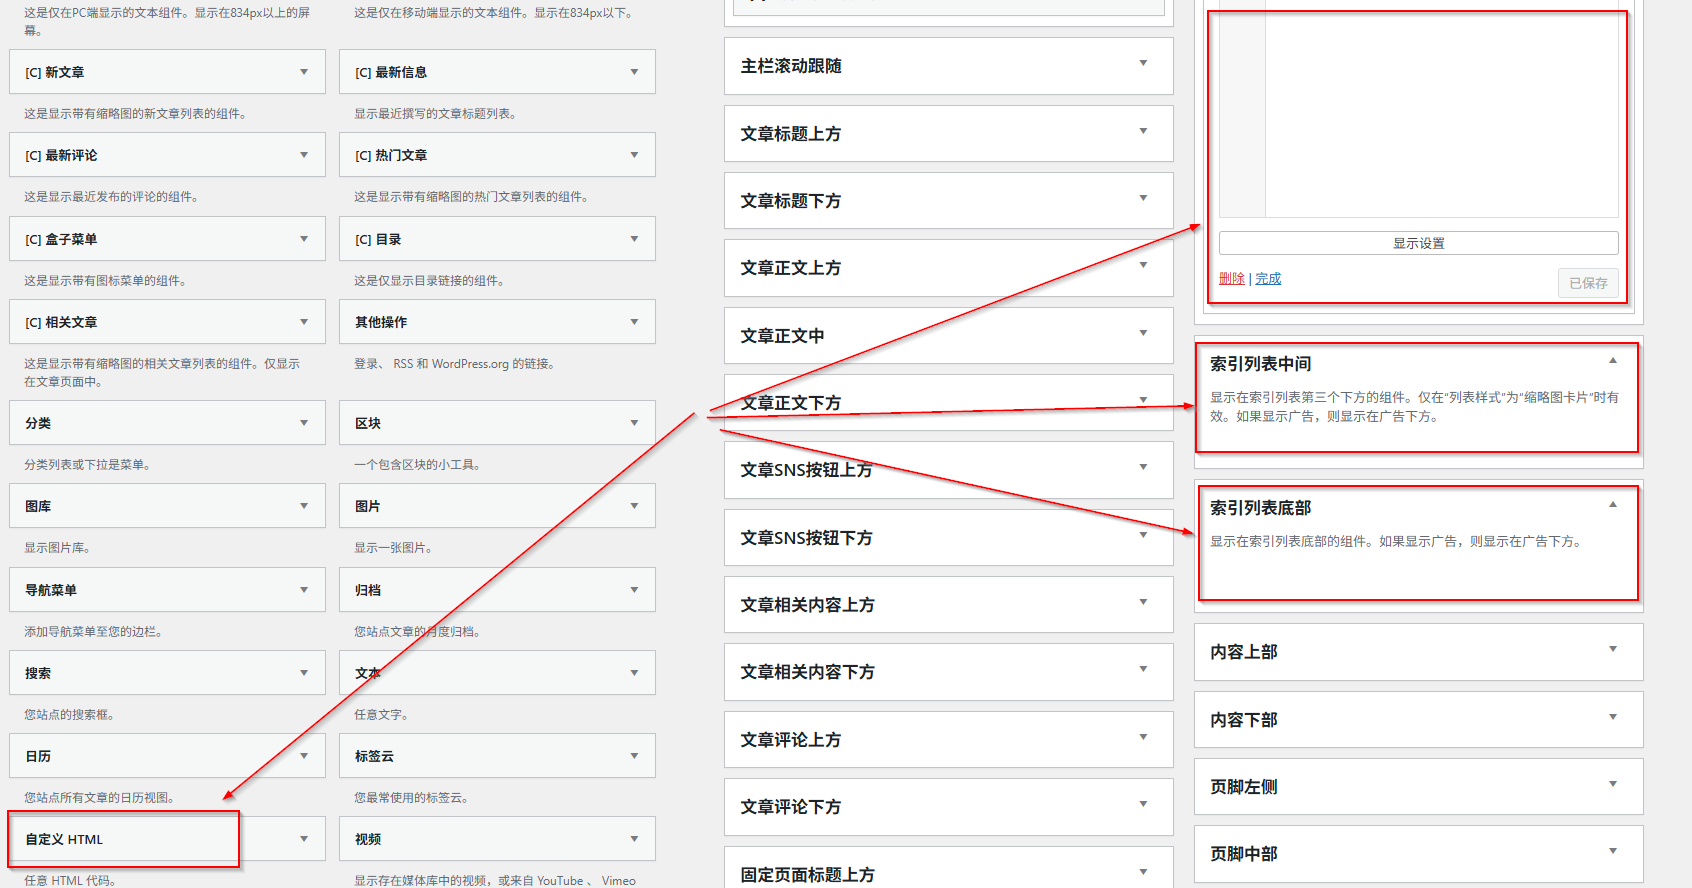 这是仅在PC端显示的文本组件。显示在834px以上的屏
幕。
这是仅在移动端显示的文本组件。显示在834px以下。
[C] 新文章
[C] 最新信息
这是显示带有缩略图的新文章列表的组件。
显示最近撰写的文章标题列表。
[C] 最新评论
[C] 热门文章
这是显示最近发布的评论的组件。
这是显示带有缩略图的热门文章列表的组件。
[C] 盒子菜单
[C] 目录
这是显示带有图标菜单的组件。
这是仅显示目录链接的组件。
[C] 相关文章
其他操作
这是显示带有缩略图的相关文章列表的组件。仅显示
在文章页面中。
登录、 RSS 和 WordPress.org 的链接。
分类
区块
分类列表或下拉是菜单。
一个包含区块的小工具。
图库
图片
显示图片库。
显示一张图片。
导航菜单
归档
添加导航菜单至您的边栏。
您站点文章的月度归档。
搜索
文本
您站点的搜索框。
任意文字。
日历
标签云
您站点所有文章的日历视图。
您最常使用的标签云。
自定义 HTML
视频
任意 HTML 代码。
显示存在媒体库中的视频，或来自 YouTube 、 Vimeo
主栏滚动跟随
文章标题上方
文章标题下方
文章正文上方
文章正文中
文章正文下方
文章SNS按钮上方
文章SNS按钮下方
文章相关内容上方
文章相关内容下方
文章评论上方
文章评论下方
固定页面标题上方
显示设置
删除 | 完成
已保存
索引列表中间
显示在索引列表第三个下方的组件。仅在"列表样式"为"缩略图卡片"时有
效。如果显示广告，则显示在广告下方。
索引列表底部
显示在索引列表底部的组件。如果显示广告，则显示在广告下方。
内容上部
内容下部
页脚左侧
页脚中部